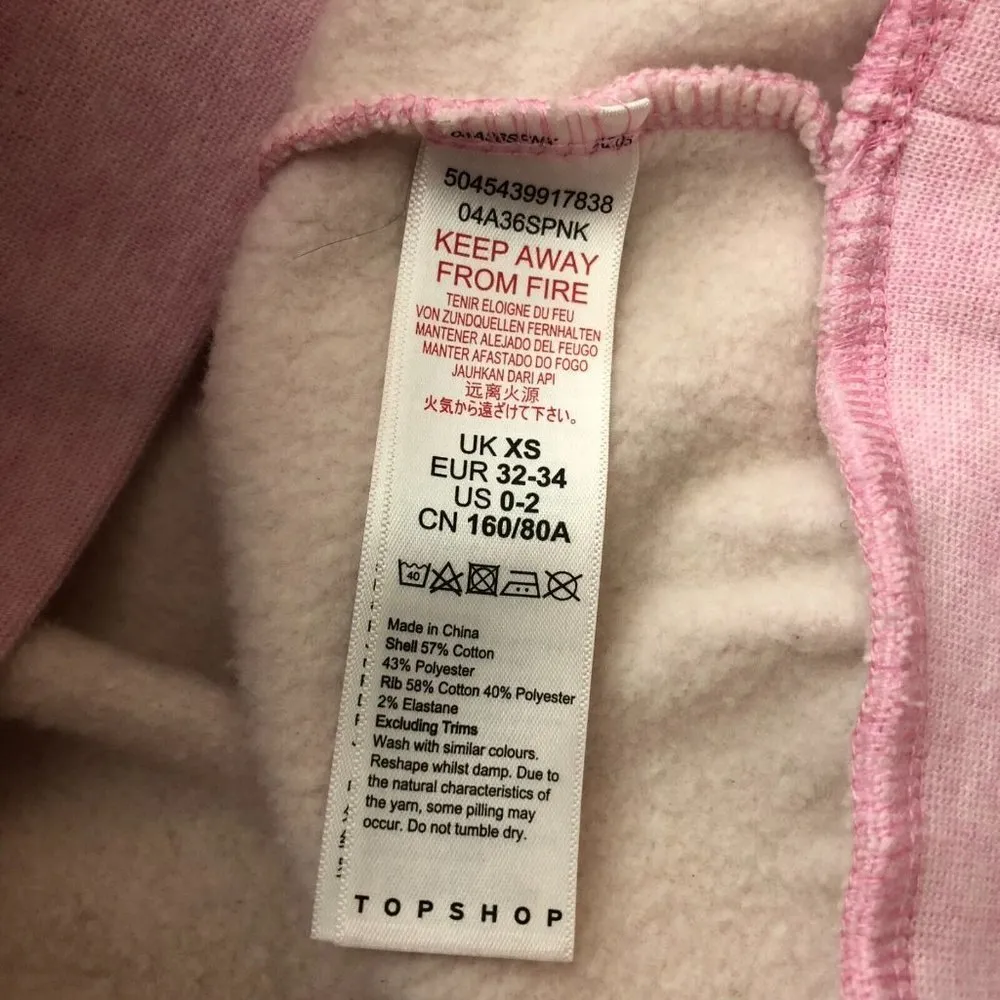 5045439917838
04A36SPNK
KEEP AWAY
FROM FIRE
TENIR ELOIGNE DU FEU
VON ZUNDQUELLEN FERNHALTEN
MANTENER ALEJADO DEL FEUGO
MANTER AFASTADO DO FOGO
JAUHKAN DARI API
远离火源
火気から遠ざけて下さい。
UK XS
EUR 32-34
US 0-2
CN 160/80A
40
Made in China
Shell 57% Cotton
43% Polyester
Rib 58% Cotton 40% Polyester
2% Elastane
Excluding Trims
Wash with similar colours.
Reshape whilst damp. Due to
the natural characteristics of
the yarn, some pilling may
occur. Do not tumble dry.
TOPSHOP